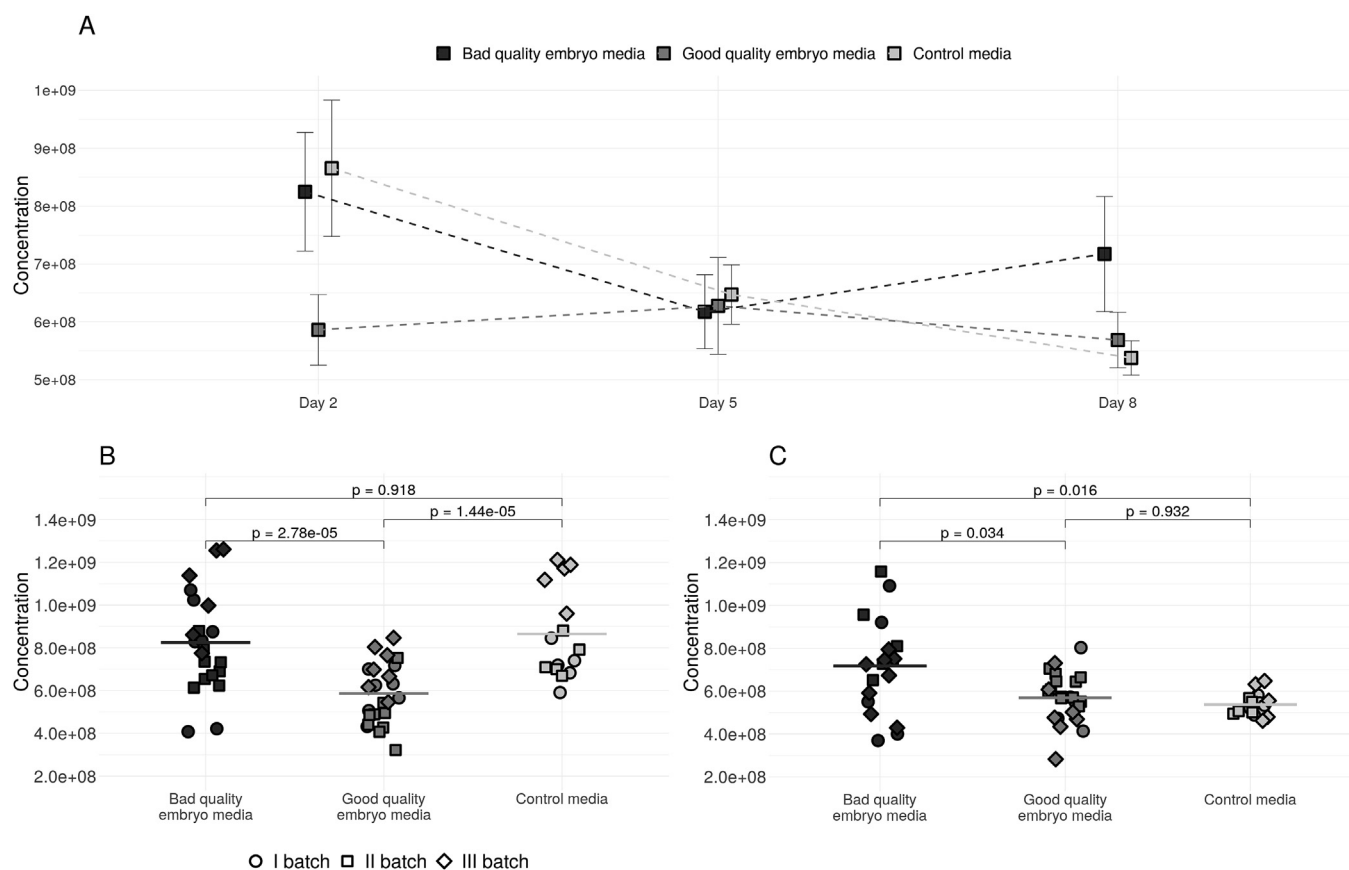 A
Bad quality embryo media Good quality embryo media Control media
Concentration
1e+09
9e+08
8e+08
7e+08
6e+08
5e+08
Day 2 Day 5 Day 8
B
Concentration
1.4e+09
1.2e+09
1.0e+09
8.0e+08
6.0e+08
4.0e+08
2.0e+08
p = 0.918
p = 1.44e-05
p = 2.78e-05
Bad quality
embryo media
Good quality
embryo media
Control media
C
Concentration
1.4e+09
1.2e+09
1.0e+09
8.0e+08
6.0e+08
4.0e+08
2.0e+08
p = 0.016
p = 0.932
p = 0.034
Bad quality
embryo media
Good quality
embryo media
Control media
I batch II batch III batch